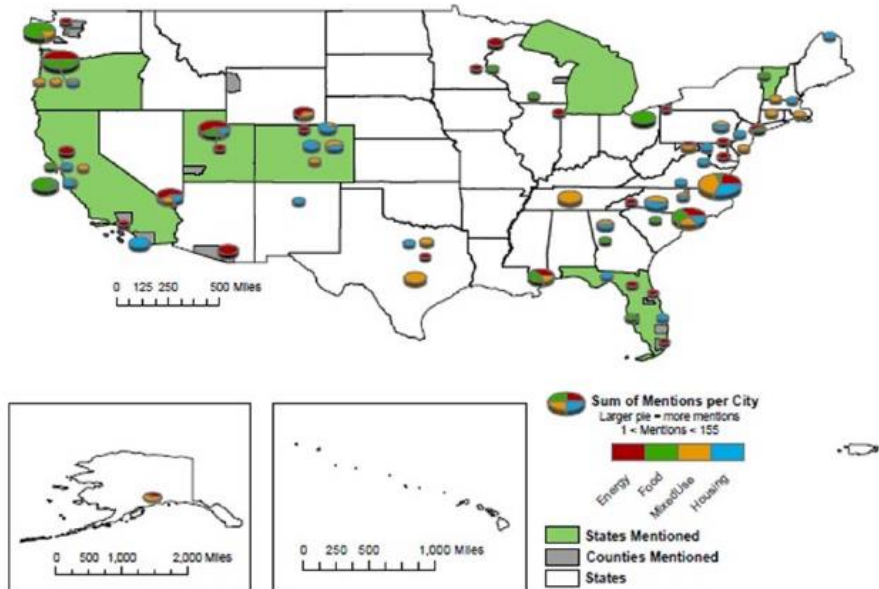 0 125 250 500 Miles
Sum of Mentions per City
Larger pie = more mentions
1 < Mentions < 155
Energy
Food
MixedUse
Housing
States Mentioned
Counties Mentioned
States
0 500 1,000 2,000 Miles
0 250 500 1,000 Miles